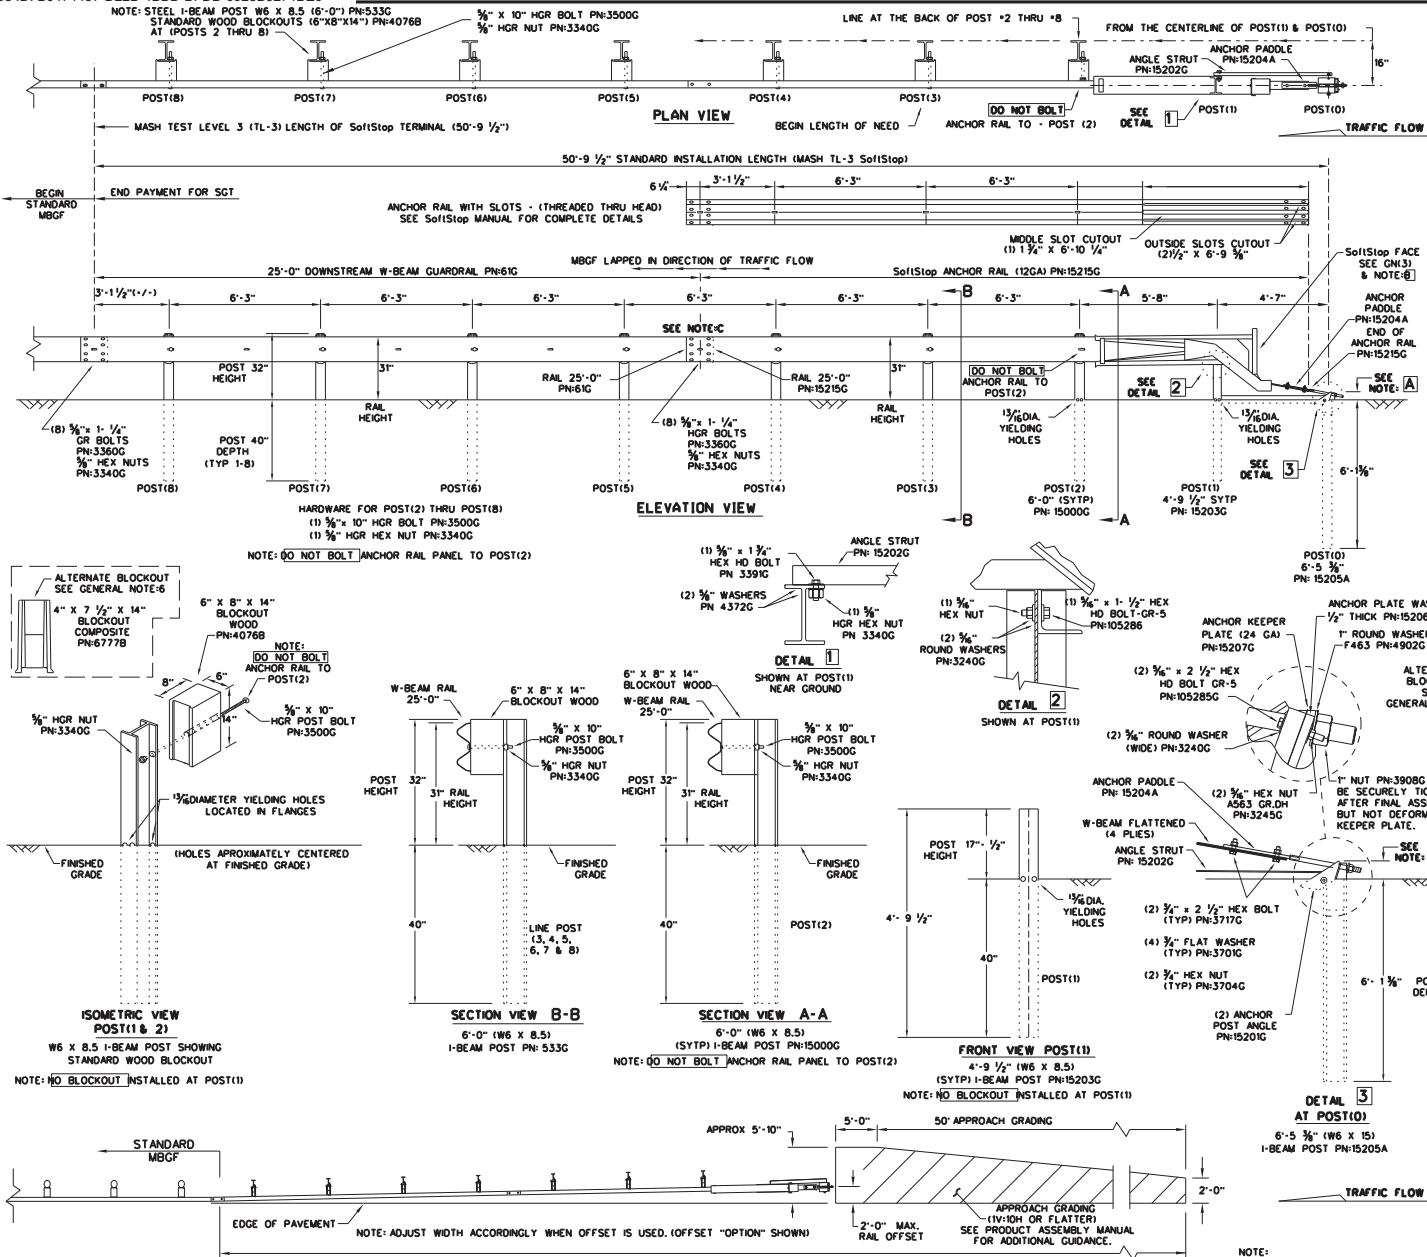 NOTE: STEEL I-BEAM POST W6 X 8.5 (6'-0") PN:533G
STANDARD WOOD BLOCKOUTS (6"X8"X14") PN:4076B
AT (POSTS 2 THRU 8)
⅝" X 10" HGR BOLT PN:3500G
⅝" HGR NUT PN:3340G
LINE AT THE BACK OF POST #2 THRU #8
FROM THE CENTERLINE OF POST(1) & POST(0)
ANGLE STRUT
PN:15202G
ANCHOR PADDLE
PN:15204A
16"
POST(8)
POST(7)
POST(6)
POST(5)
POST(4)
POST(3)
DO NOT BOLT
ANCHOR RAIL TO - POST (2)
SEE
DETAIL 1
POST(1)
POST(0)
PLAN VIEW
BEGIN LENGTH OF NEED
MASH TEST LEVEL 3 (TL-3) LENGTH OF SoftStop TERMINAL (50'-9 ½")
TRAFFIC FLOW
50'-9 ½" STANDARD INSTALLATION LENGTH (MASH TL-3 SoftStop)
BEGIN
STANDARD
MBGF
END PAYMENT FOR SGT
6 ¼"
3'-1 ½"
6'-3"
6'-3"
ANCHOR RAIL WITH SLOTS - (THREADED THRU HEAD)
SEE SoftStop MANUAL FOR COMPLETE DETAILS
MIDDLE SLOT CUTOUT
(1) 1 ¾" X 6'-10 ¼"
OUTSIDE SLOTS CUTOUT
(2)½" X 6'-9 ⅝"
SoftStop FACE
SEE GN(3)
& NOTE:B
MBGF LAPPED IN DIRECTION OF TRAFFIC FLOW
25'-0" DOWNSTREAM W-BEAM GUARDRAIL PN:61G
SoftStop ANCHOR RAIL (12GA) PN:15215G
3'-1 ½"(+/-)
6'-3"
6'-3"
6'-3"
6'-3"
6'-3"
6'-3"
5'-8"
4'-7"
B
A
ANCHOR
PADDLE
PN:15204A
END OF
ANCHOR RAIL
PN:15215G
SEE NOTE:C
POST 32"
HEIGHT
31"
RAIL
HEIGHT
RAIL 25'-0"
PN:61G
RAIL 25'-0"
PN:15215G
31"
RAIL
HEIGHT
DO NOT BOLT
ANCHOR RAIL TO
POST(2)
SEE
DETAIL 2
SEE
NOTE: A
(8) ⅝"x 1- ¼"
GR BOLTS
PN:3360G
⅝" HEX NUTS
PN:3340G
POST 40"
DEPTH
(TYP 1-8)
(8) ⅝"x 1- ¼"
HGR BOLTS
PN:3360G
⅝" HEX NUTS
PN:3340G
13/16"DIA.
YIELDING
HOLES
13/16"DIA.
YIELDING
HOLES
SEE
DETAIL 3
6'-1⅜"
POST(8)
POST(7)
POST(6)
POST(5)
POST(4)
POST(3)
POST(2)
6'-0" (SYTP)
PN: 15000G
POST(1)
4'-9 ½" SYTP
PN: 15203G
POST(0)
6'-5 ⅜"
PN: 15205A
ELEVATION VIEW
B
A
HARDWARE FOR POST(2) THRU POST(8)
(1) ⅝"x 10" HGR BOLT PN:3500G
(1) ⅝" HGR HEX NUT PN:3340G
NOTE: DO NOT BOLT ANCHOR RAIL PANEL TO POST(2)
ALTERNATE BLOCKOUT
SEE GENERAL NOTE:6
4" X 7 ½" X 14"
BLOCKOUT
COMPOSITE
PN:6777B
6" X 8" X 14"
BLOCKOUT
WOOD
PN:4076B
NOTE:
DO NOT BOLT
ANCHOR RAIL TO
POST(2)
8"
6"
14"
⅝" HGR NUT
PN:3340G
⅝" X 10"
HGR POST BOLT
PN:3500G
13/16"DIAMETER YIELDING HOLES
LOCATED IN FLANGES
(HOLES APROXIMATELY CENTERED
AT FINISHED GRADE)
FINISHED
GRADE
ISOMETRIC VIEW
POST(1 & 2)
W6 X 8.5 I-BEAM POST SHOWING
STANDARD WOOD BLOCKOUT
NOTE: NO BLOCKOUT INSTALLED AT POST(1)
W-BEAM RAIL
25'-0"
6" X 8" X 14"
BLOCKOUT WOOD
⅝" X 10"
HGR POST BOLT
PN:3500G
⅝" HGR NUT
PN:3340G
POST 32"
HEIGHT
31" RAIL
HEIGHT
FINISHED
GRADE
40"
LINE POST
(3, 4, 5,
6, 7 & 8)
SECTION VIEW B-B
6'-0" (W6 X 8.5)
I-BEAM POST PN: 533G
6" X 8" X 14"
BLOCKOUT WOOD
W-BEAM RAIL
25'-0"
⅝" X 10"
HGR POST BOLT
PN:3500G
⅝" HGR NUT
PN:3340G
POST 32"
HEIGHT
31" RAIL
HEIGHT
FINISHED
GRADE
40"
POST(2)
SECTION VIEW A-A
6'-0" (W6 X 8.5)
(SYTP) I-BEAM POST PN:15000G
NOTE: DO NOT BOLT ANCHOR RAIL PANEL TO POST(2)
(1) ⅝" x 1 ¾"
HEX HD BOLT
PN 3391G
ANGLE STRUT
PN: 15202G
(2) ⅝" WASHERS
PN 4372G
(1) ⅝"
HGR HEX NUT
PN 3340G
DETAIL 1
SHOWN AT POST(1)
NEAR GROUND
(1) 5/16"
HEX NUT
(1) 5/16" x 1- ½" HEX
HD BOLT-GR-5
PN:105286
(2) 5/16"
ROUND WASHERS
PN:3240G
DETAIL 2
SHOWN AT POST(1)
POST 17"- ½"
HEIGHT
4'- 9 ½"
13/16"DIA.
YIELDING
HOLES
40"
POST(1)
FRONT VIEW POST(1)
4'-9 ½" (W6 X 8.5)
(SYTP) I-BEAM POST PN:15203G
NOTE: NO BLOCKOUT INSTALLED AT POST(1)
ANCHOR PLATE WAS
½" THICK PN:15206
ANCHOR KEEPER
PLATE (24 GA)
PN:15207G
1" ROUND WASHER
F463 PN:4902G
(2) 5/16" x 2 ½" HEX
HD BOLT GR-5
PN:105285G
ALTE
BLOC
S
GENERAL
(2) 5/16" ROUND WASHER
(WIDE) PN:3240G
ANCHOR PADDLE
PN: 15204A
(2) 5/16" HEX NUT
A563 GR.DH
PN:3245G
1" NUT PN:3908G
BE SECURELY TIG
AFTER FINAL ASSE
BUT NOT DEFORM
KEEPER PLATE.
W-BEAM FLATTENED
(4 PLIES)
ANGLE STRUT
PN: 15202G
SEE
NOTE:
(2) ¾" x 2 ½" HEX BOLT
(TYP) PN:3717G
(4) ¾" FLAT WASHER
(TYP) PN:3701G
(2) ¾" HEX NUT
(TYP) PN:3704G
(2) ANCHOR
POST ANGLE
PN:15201G
6'- 1 ⅜"
PO
DE
DETAIL 3
AT POST(0)
6'-5 ⅜" (W6 X 15)
I-BEAM POST PN:15205A
STANDARD
MBGF
APPROX 5'-10"
5'-0"
50' APPROACH GRADING
2'-0"
EDGE OF PAVEMENT
NOTE: ADJUST WIDTH ACCORDINGLY WHEN OFFSET IS USED. (OFFSET "OPTION" SHOWN)
2'-0" MAX.
RAIL OFFSET
APPROACH GRADING
(1V:10H OR FLATTER)
SEE PRODUCT ASSEMBLY MANUAL
FOR ADDITIONAL GUIDANCE.
TRAFFIC FLOW
NOTE: